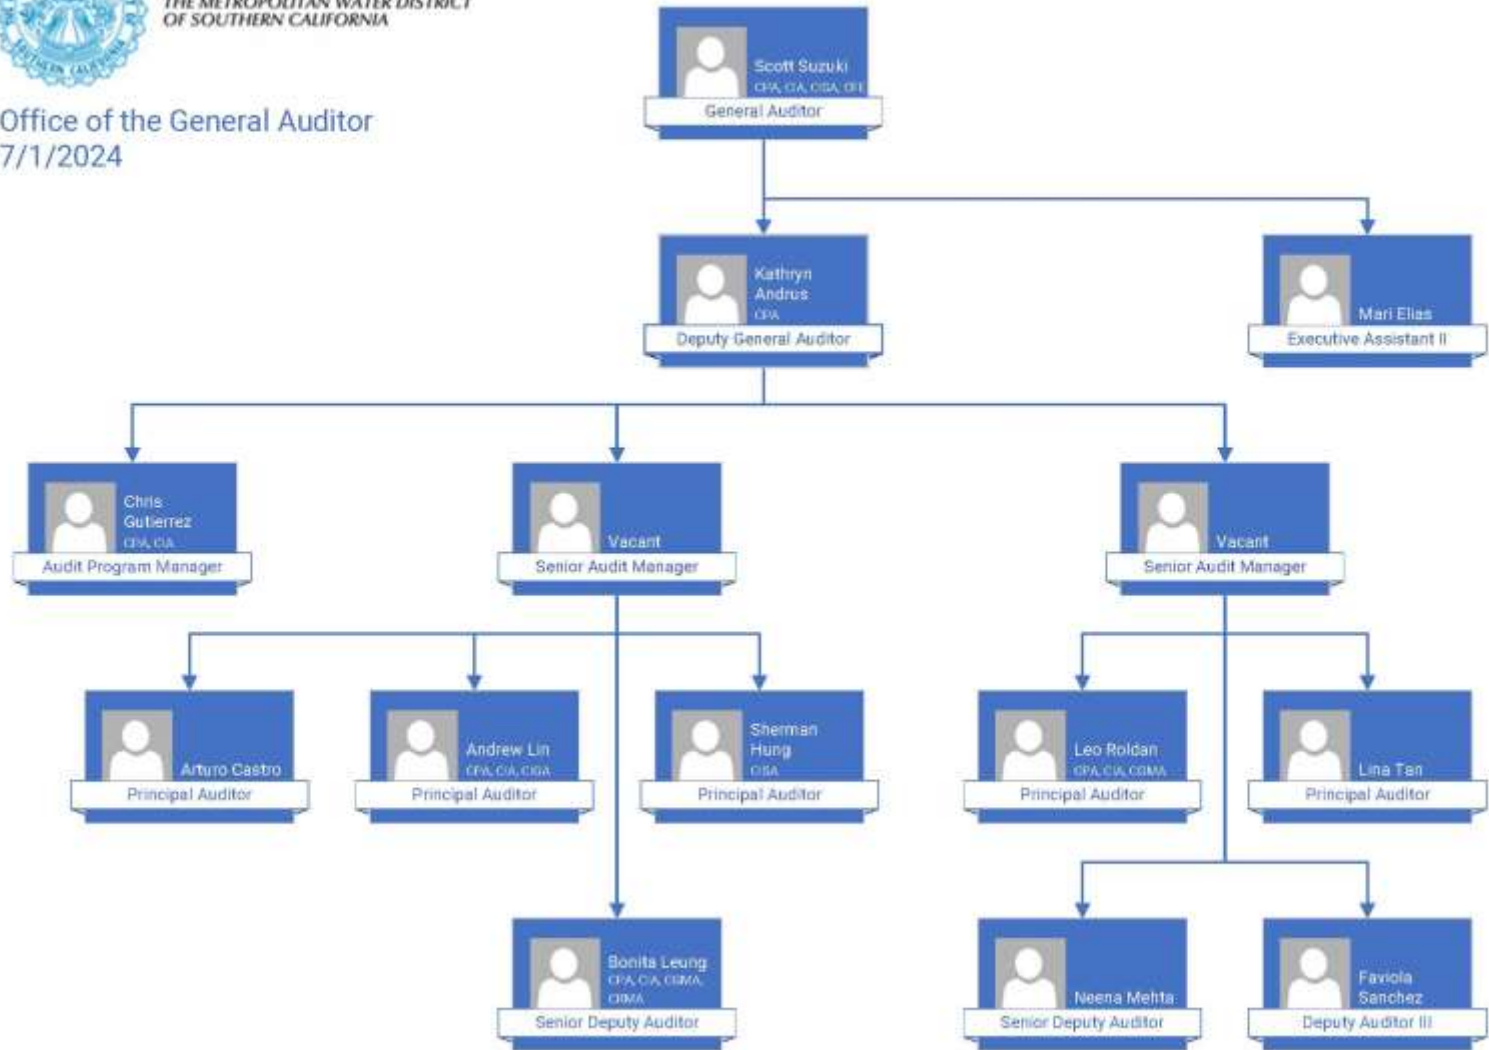 THE METROPOLITAN WATER DISTRICT
OF SOUTHERN CALIFORNIA
SOUTHERN CALIFORNIA
Office of the General Auditor
7/1/2024
Scott Suzuki
CPA, CIA, CISA, CFE
General Auditor
Kathryn
Andrus
CPA
Deputy General Auditor
Mari Elias
Executive Assistant II
Chris
Gutierrez
CPA, CIA
Audit Program Manager
Vacant
Senior Audit Manager
Vacant
Senior Audit Manager
Arturo Castro
Principal Auditor
Andrew Lin
CPA, CIA, CISA
Principal Auditor
Sherman
Hung
CISA
Principal Auditor
Leo Roldan
CPA, CIA, CGMA
Principal Auditor
Lina Tan
Principal Auditor
Bonita Leung
CPA, CIA, CGMA,
CRMA
Senior Deputy Auditor
Neena Mehta
Senior Deputy Auditor
Faviola
Sanchez
Deputy Auditor III